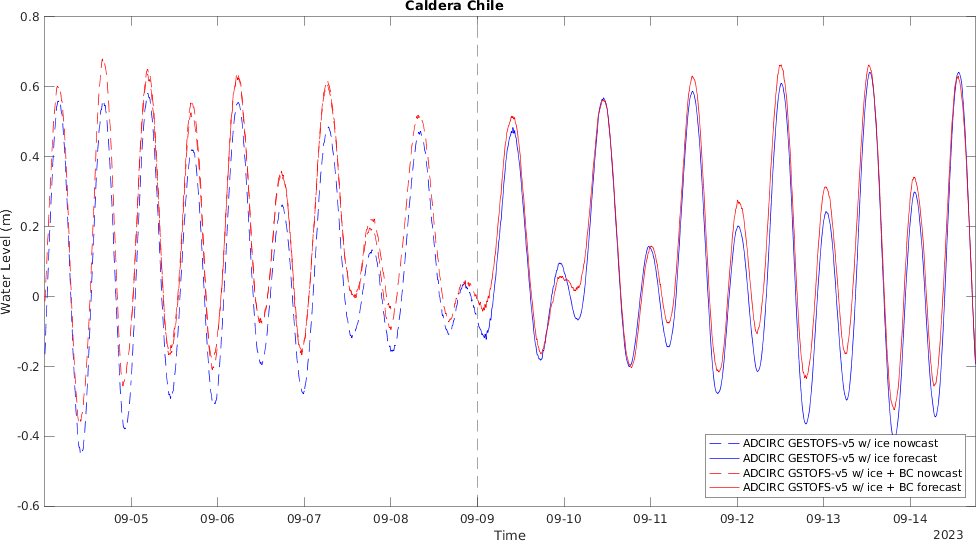 Caldera Chile
0.8
0.6
0.4
0.2
0
-0.2
-0.4
-0.6
Water Level (m)
ADCIRC GESTOFS-v5 w/ ice nowcast
ADCIRC GESTOFS-v5 w/ ice forecast
ADCIRC GSTOFS-v5 w/ ice + BC nowcast
ADCIRC GSTOFS-v5 w/ ice + BC forecast
09-05 09-06 09-07 09-08 09-09 09-10 09-11 09-12 09-13 09-14
Time
2023